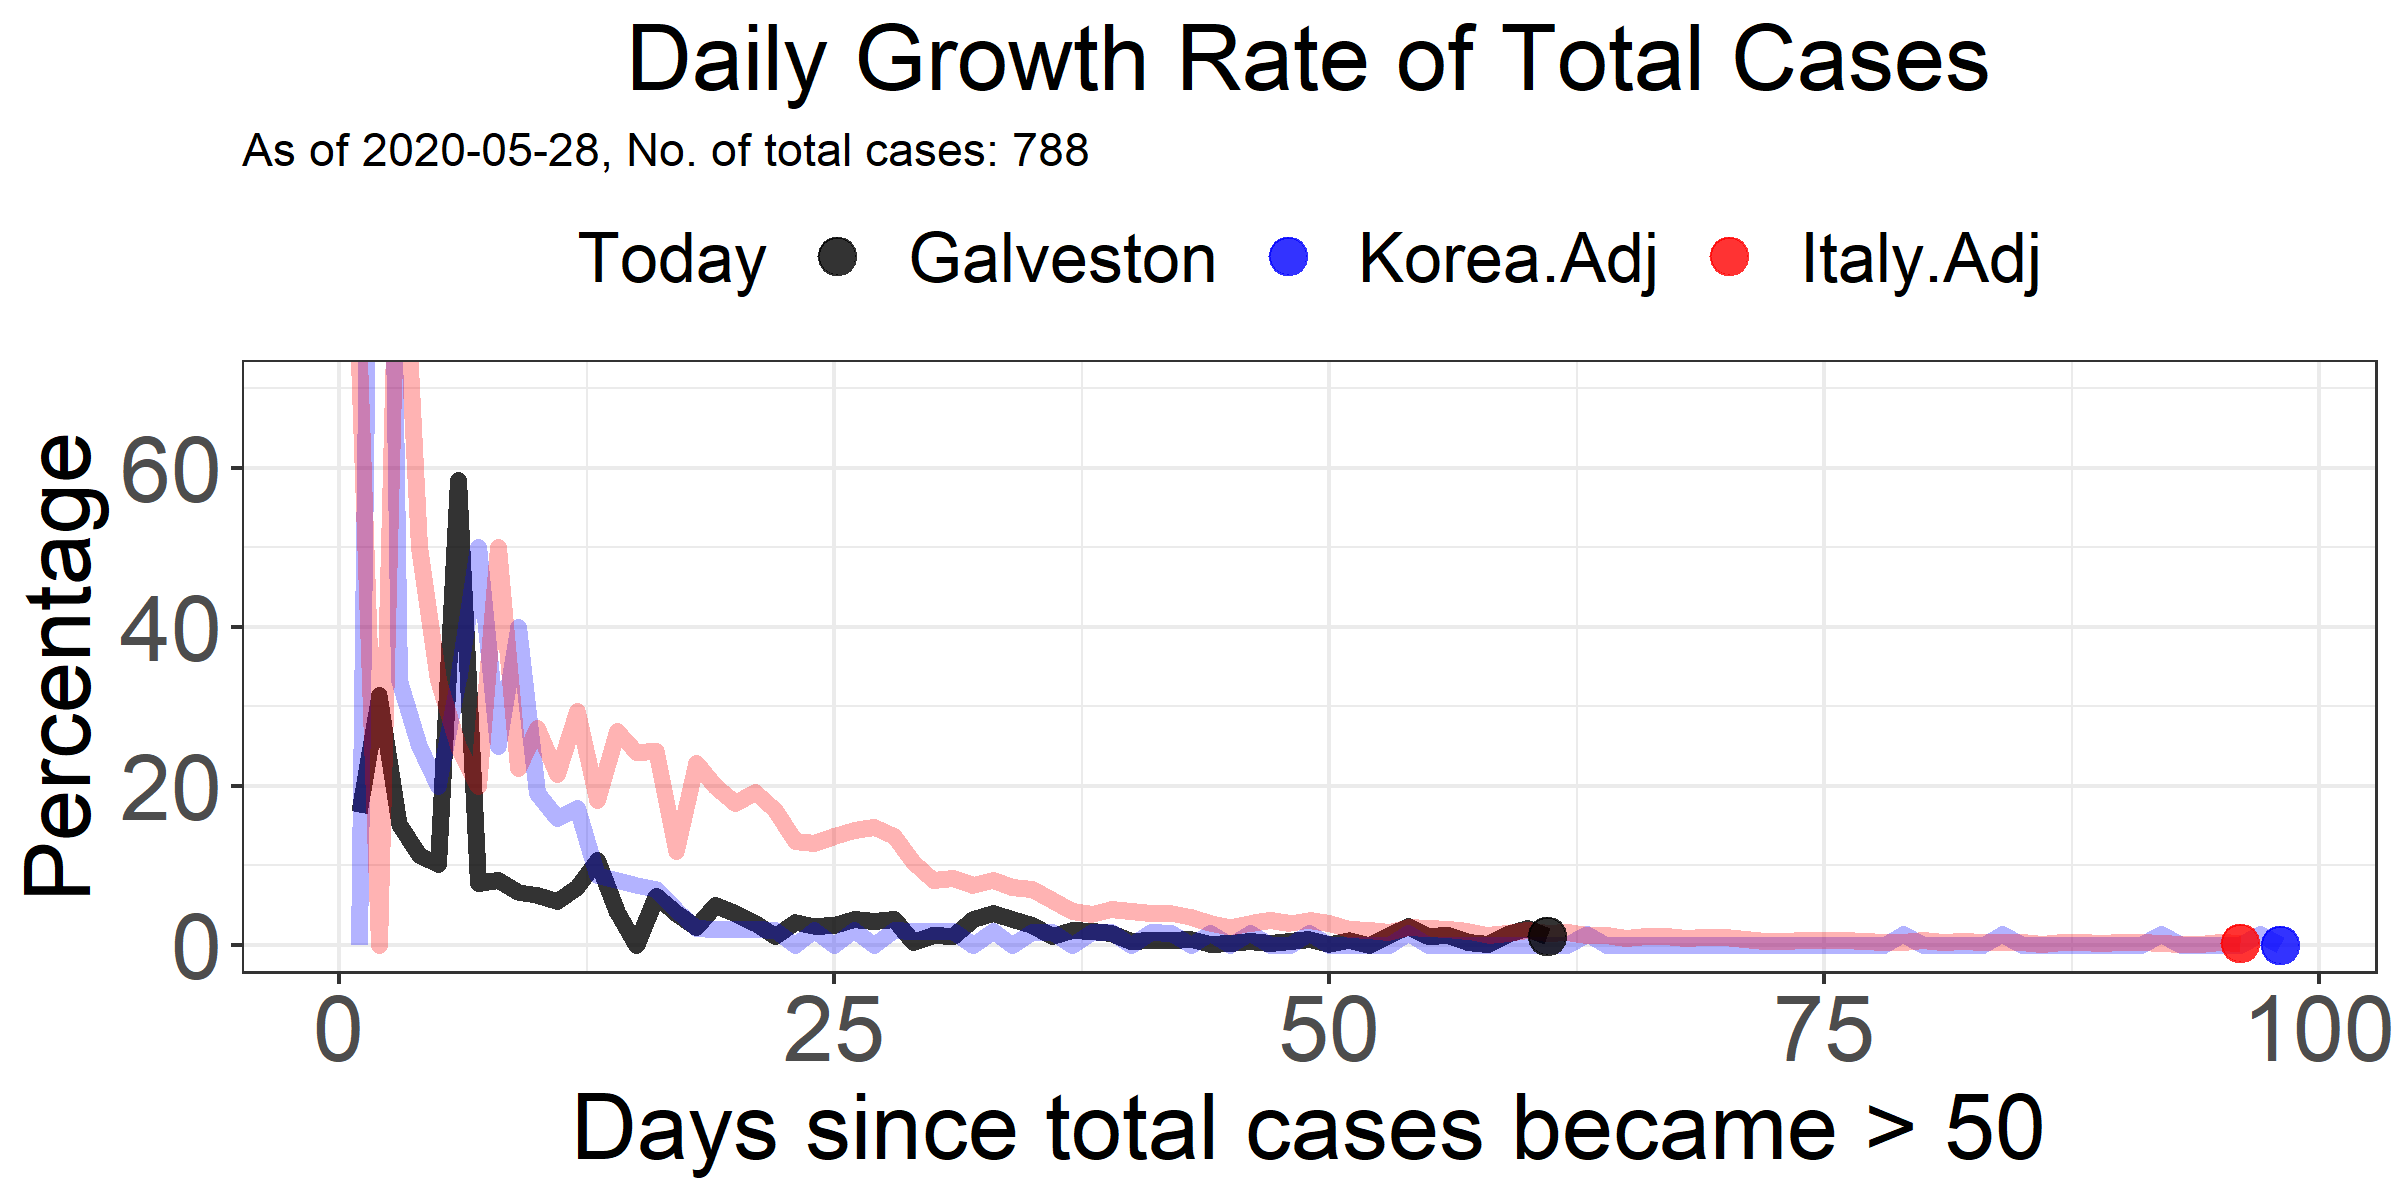 Daily Growth Rate of Total Cases
As of 2020-05-28, No. of total cases: 788
Today Galveston Korea.Adj Italy.Adj
Percentage
60
40
20
0
0 25 50 75 100
Days since total cases became > 50